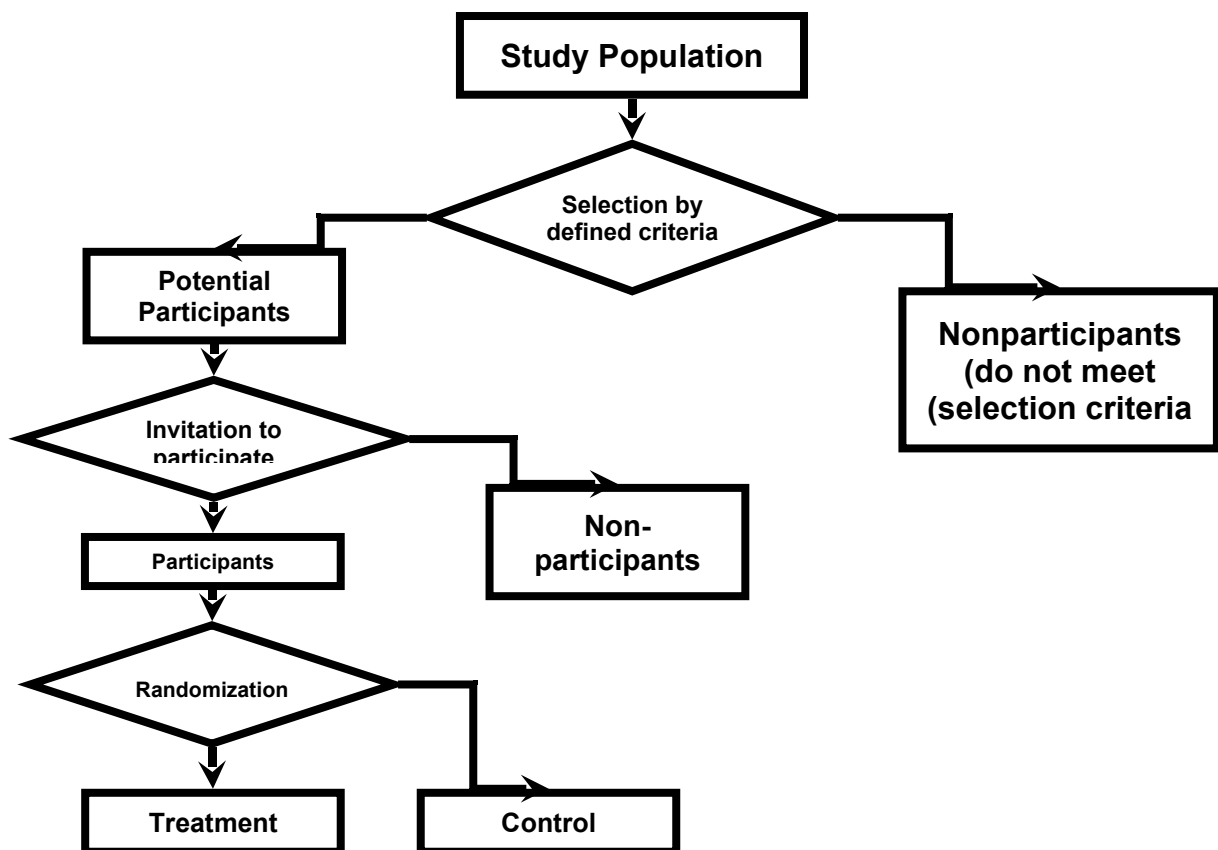 Study Population
Selection by
defined criteria
Potential
Participants
Nonparticipants
(do not meet
(selection criteria
Invitation to
participate
Non-
participants
Participants
Randomization
Treatment
Control